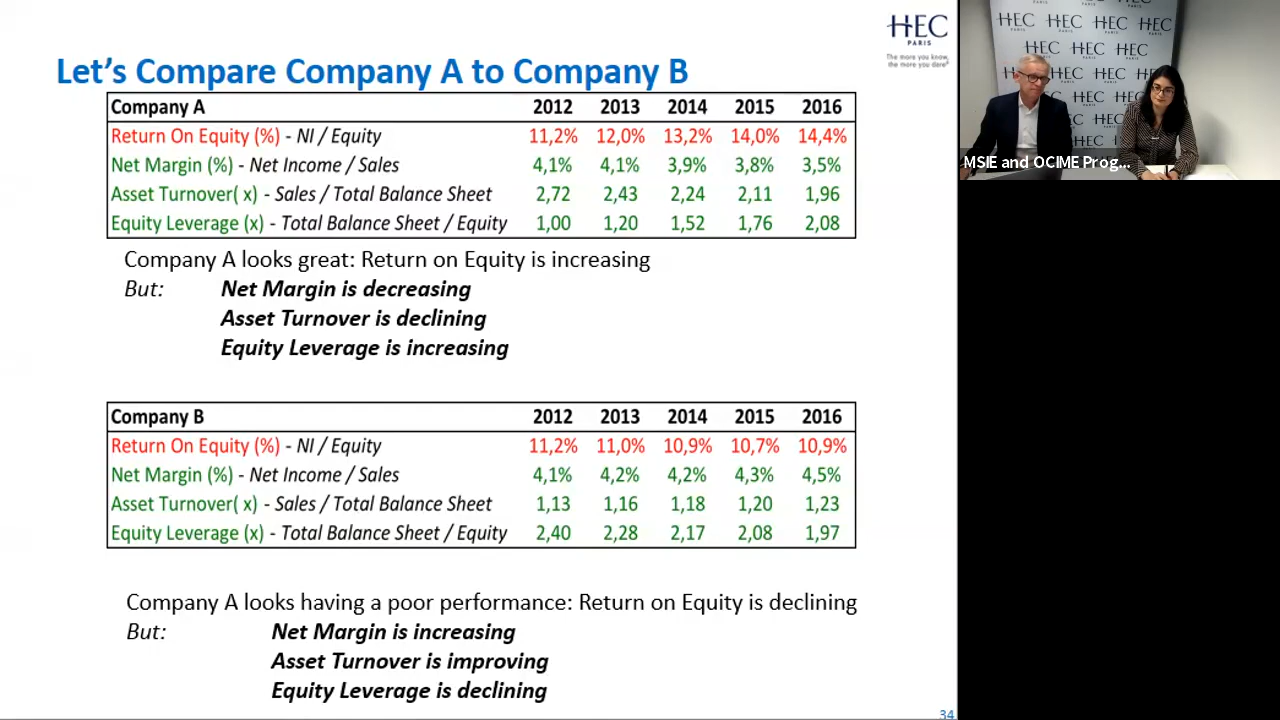 HEC
PARIS
The more you know,
the more you dare®
Let's Compare Company A to Company B
Company A 2012 2013 2014 2015 2016
Return On Equity (%) - NI / Equity 11,2% 12,0% 13,2% 14,0% 14,4%
Net Margin (%) - Net Income / Sales 4,1% 4,1% 3,9% 3,8% 3,5%
Asset Turnover( x) - Sales / Total Balance Sheet 2,72 2,43 2,24 2,11 1,96
Equity Leverage (x) - Total Balance Sheet / Equity 1,00 1,20 1,52 1,76 2,08
Company A looks great: Return on Equity is increasing
But: Net Margin is decreasing
Asset Turnover is declining
Equity Leverage is increasing
Company B 2012 2013 2014 2015 2016
Return On Equity (%) - NI / Equity 11,2% 11,0% 10,9% 10,7% 10,9%
Net Margin (%) - Net Income / Sales 4,1% 4,2% 4,2% 4,3% 4,5%
Asset Turnover( x) - Sales / Total Balance Sheet 1,13 1,16 1,18 1,20 1,23
Equity Leverage (x) - Total Balance Sheet / Equity 2,40 2,28 2,17 2,08 1,97
Company A looks having a poor performance: Return on Equity is declining
But: Net Margin is increasing
Asset Turnover is improving
Equity Leverage is declining
34
HEC HEC HEC HEC
HEC HEC HEC
MSIE and OCIME Prog...